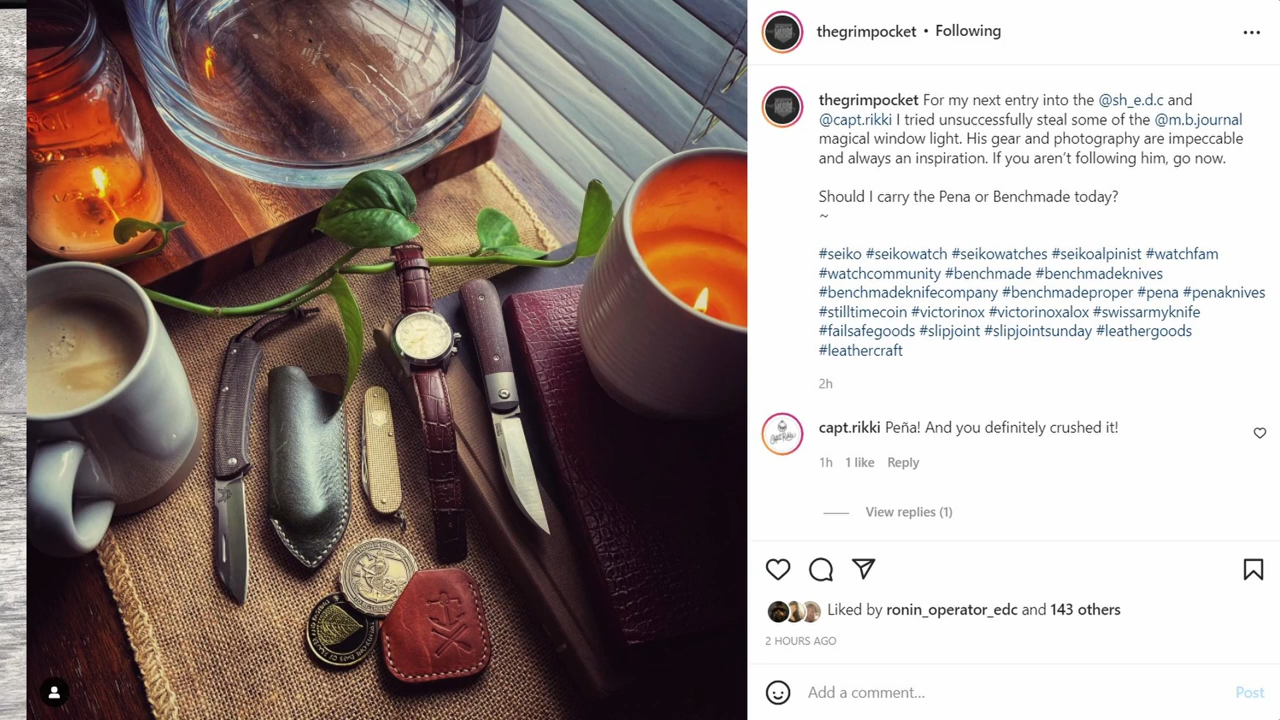 thegrimpocket • Following
thegrimpocket For my next entry into the @sh_e.d.c and
@capt.rikki I tried unsuccessfully steal some of the @m.b.journal
magical window light. His gear and photography are impeccable
and always an inspiration. If you aren’t following him, go now.
Should I carry the Pena or Benchmade today?
~
#seiko #seikowatch #seikowatches #seikoalpinist #watchfam
#watchcommunity #benchmade #benchmadeknives
#benchmadeknifecompany #benchmadeproper #pena #penaknives
#stilltimecoin #victorinox #victorinoxalox #swissarmyknife
#failsafegoods #slipjoint #slipjointsunday #leathergoods
#leathercraft
2h
capt.rikki Peña! And you definitely crushed it!
1h 1 like Reply
View replies (1)
Liked by ronin_operator_edc and 143 others
2 HOURS AGO
Add a comment... Post